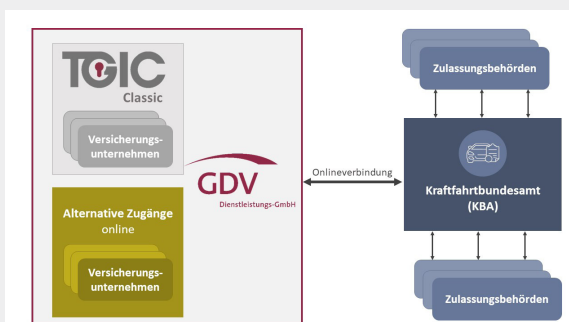 TGIC
Classic
Versicherungs-
unternehmen
Alternative Zugänge
online
Versicherungs-
unternehmen
GDV
Dienstleistungs-GmbH
Onlineverbindung
Zulassungsbehörden
Kraftfahrtbundesamt
(KBA)
Zulassungsbehörden